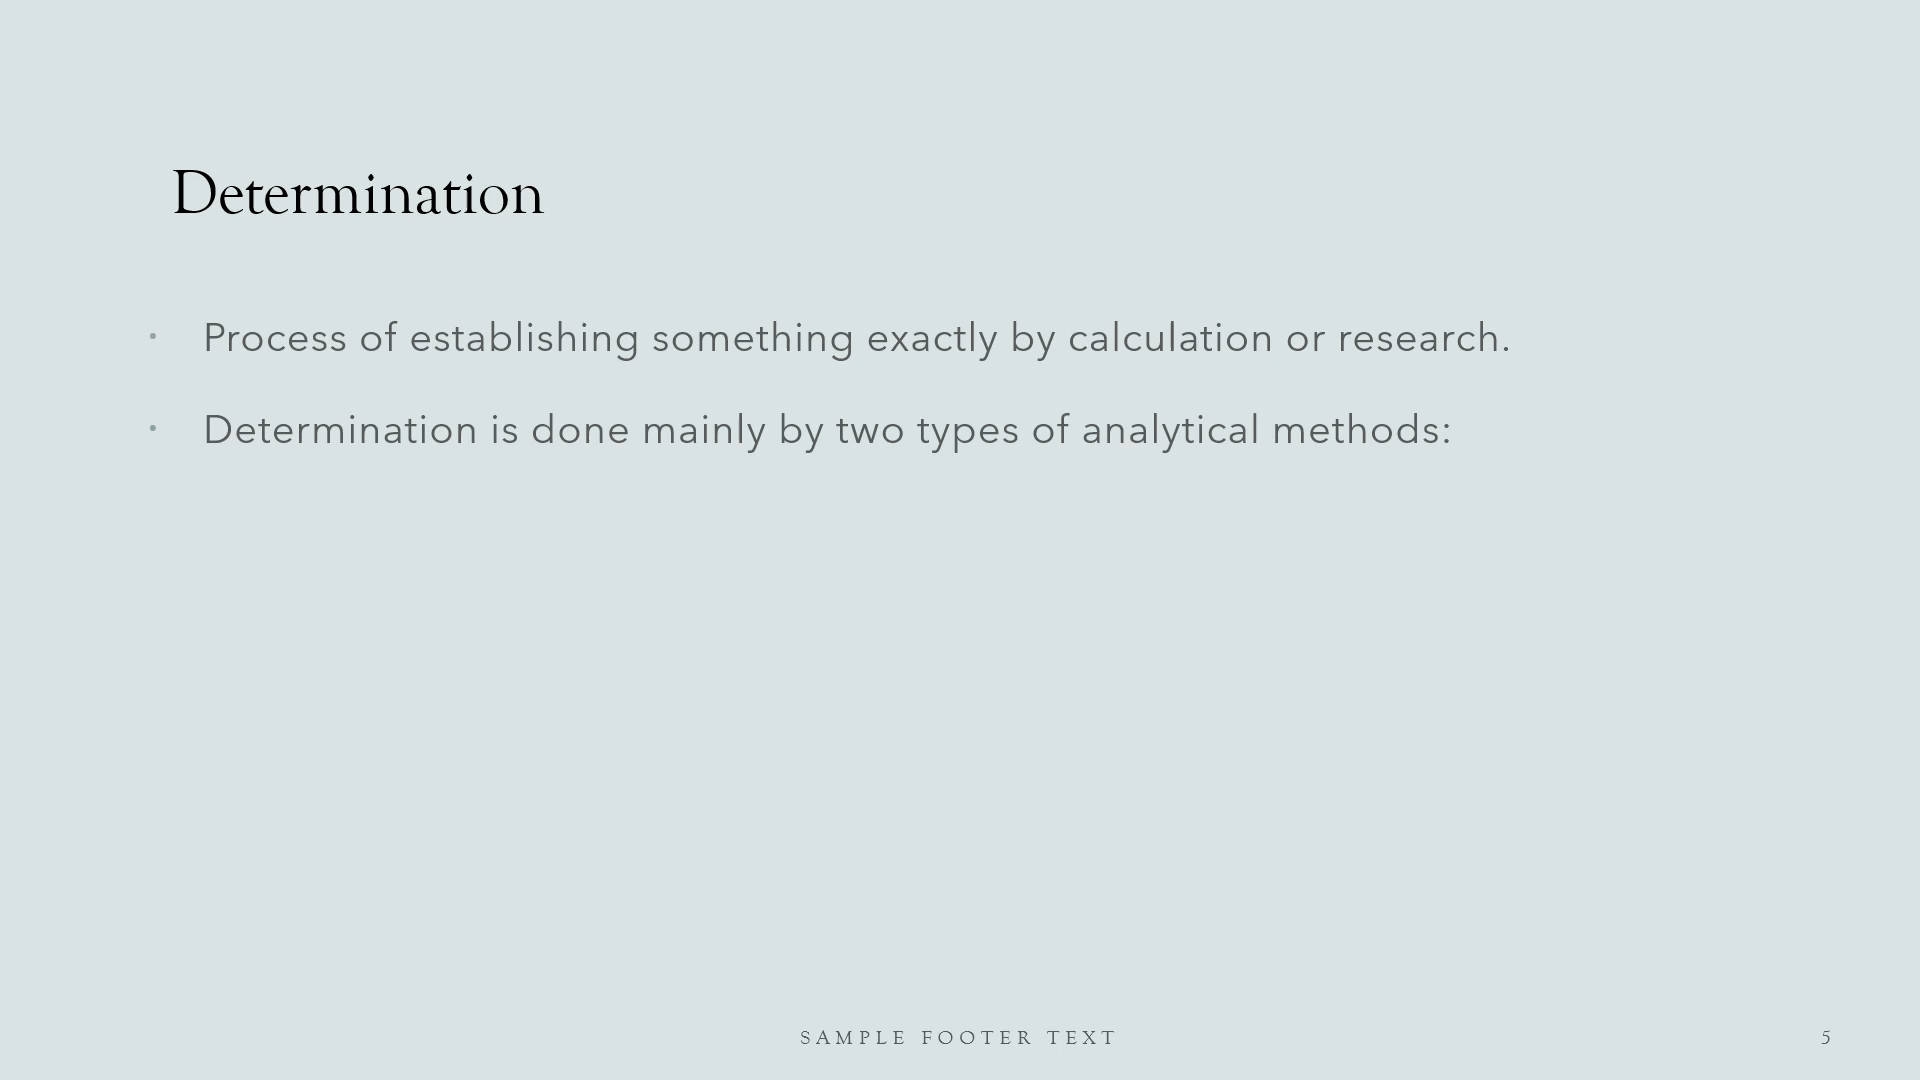 Determination
• Process of establishing something exactly by calculation or research.
• Determination is done mainly by two types of analytical methods:
SAMPLE FOOTER TEXT
5